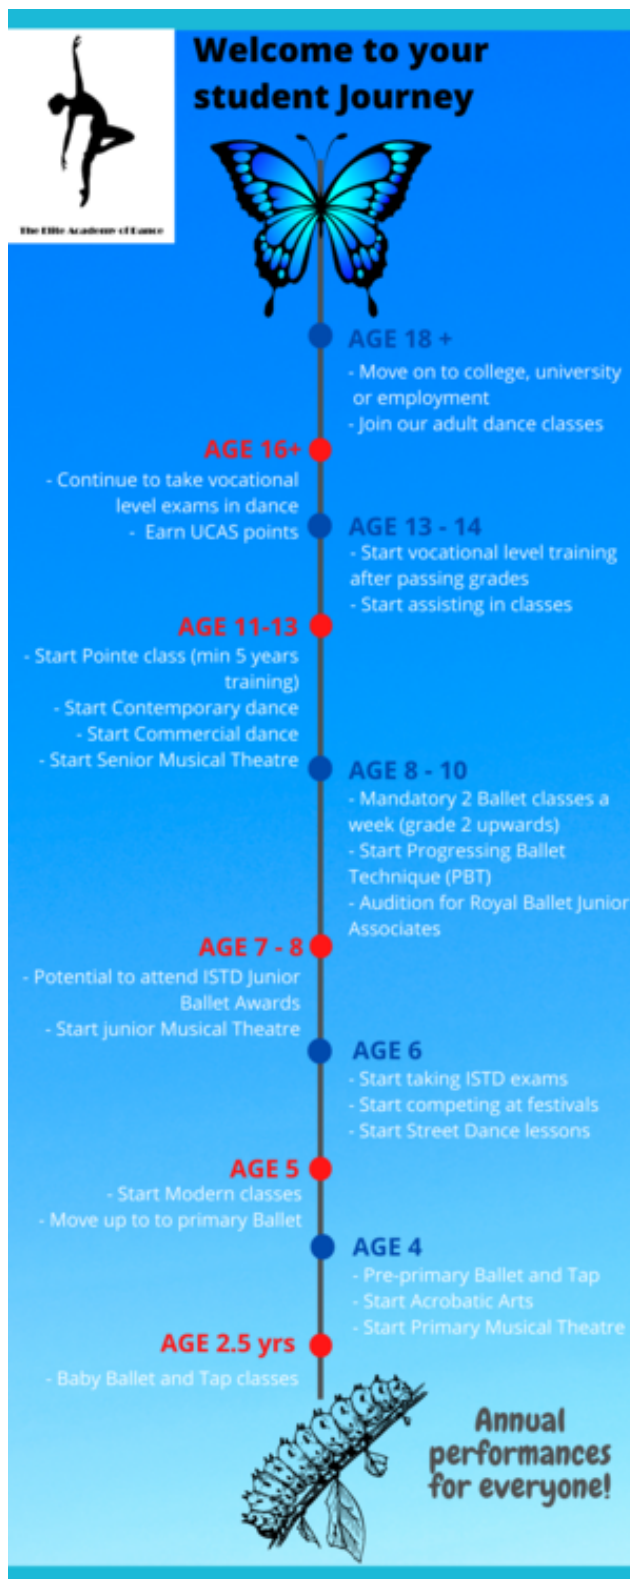 Welcome to your
student Journey
The Elite Academy of Dance
AGE 18 +
- Move on to college, university
or employment
- Join our adult dance classes
AGE 16+
- Continue to take vocational
level exams in dance
- Earn UCAS points
AGE 13 - 14
- Start vocational level training
after passing grades
- Start assisting in classes
AGE 11-13
- Start Pointe class (min 5 years
training)
- Start Contemporary dance
- Start Commercial dance
- Start Senior Musical Theatre
AGE 8 - 10
- Mandatory 2 Ballet classes a
week (grade 2 upwards)
- Start Progressing Ballet
Technique (PBT)
- Audition for Royal Ballet Junior
Associates
AGE 7 - 8
- Potential to attend ISTD Junior
Ballet Awards
- Start junior Musical Theatre
AGE 6
- Start taking ISTD exams
- Start competing at festivals
- Start Street Dance lessons
AGE 5
- Start Modern classes
- Move up to to primary Ballet
AGE 4
- Pre-primary Ballet and Tap
- Start Acrobatic Arts
- Start Primary Musical Theatre
AGE 2.5 yrs
- Baby Ballet and Tap classes
Annual
performances
for everyone!